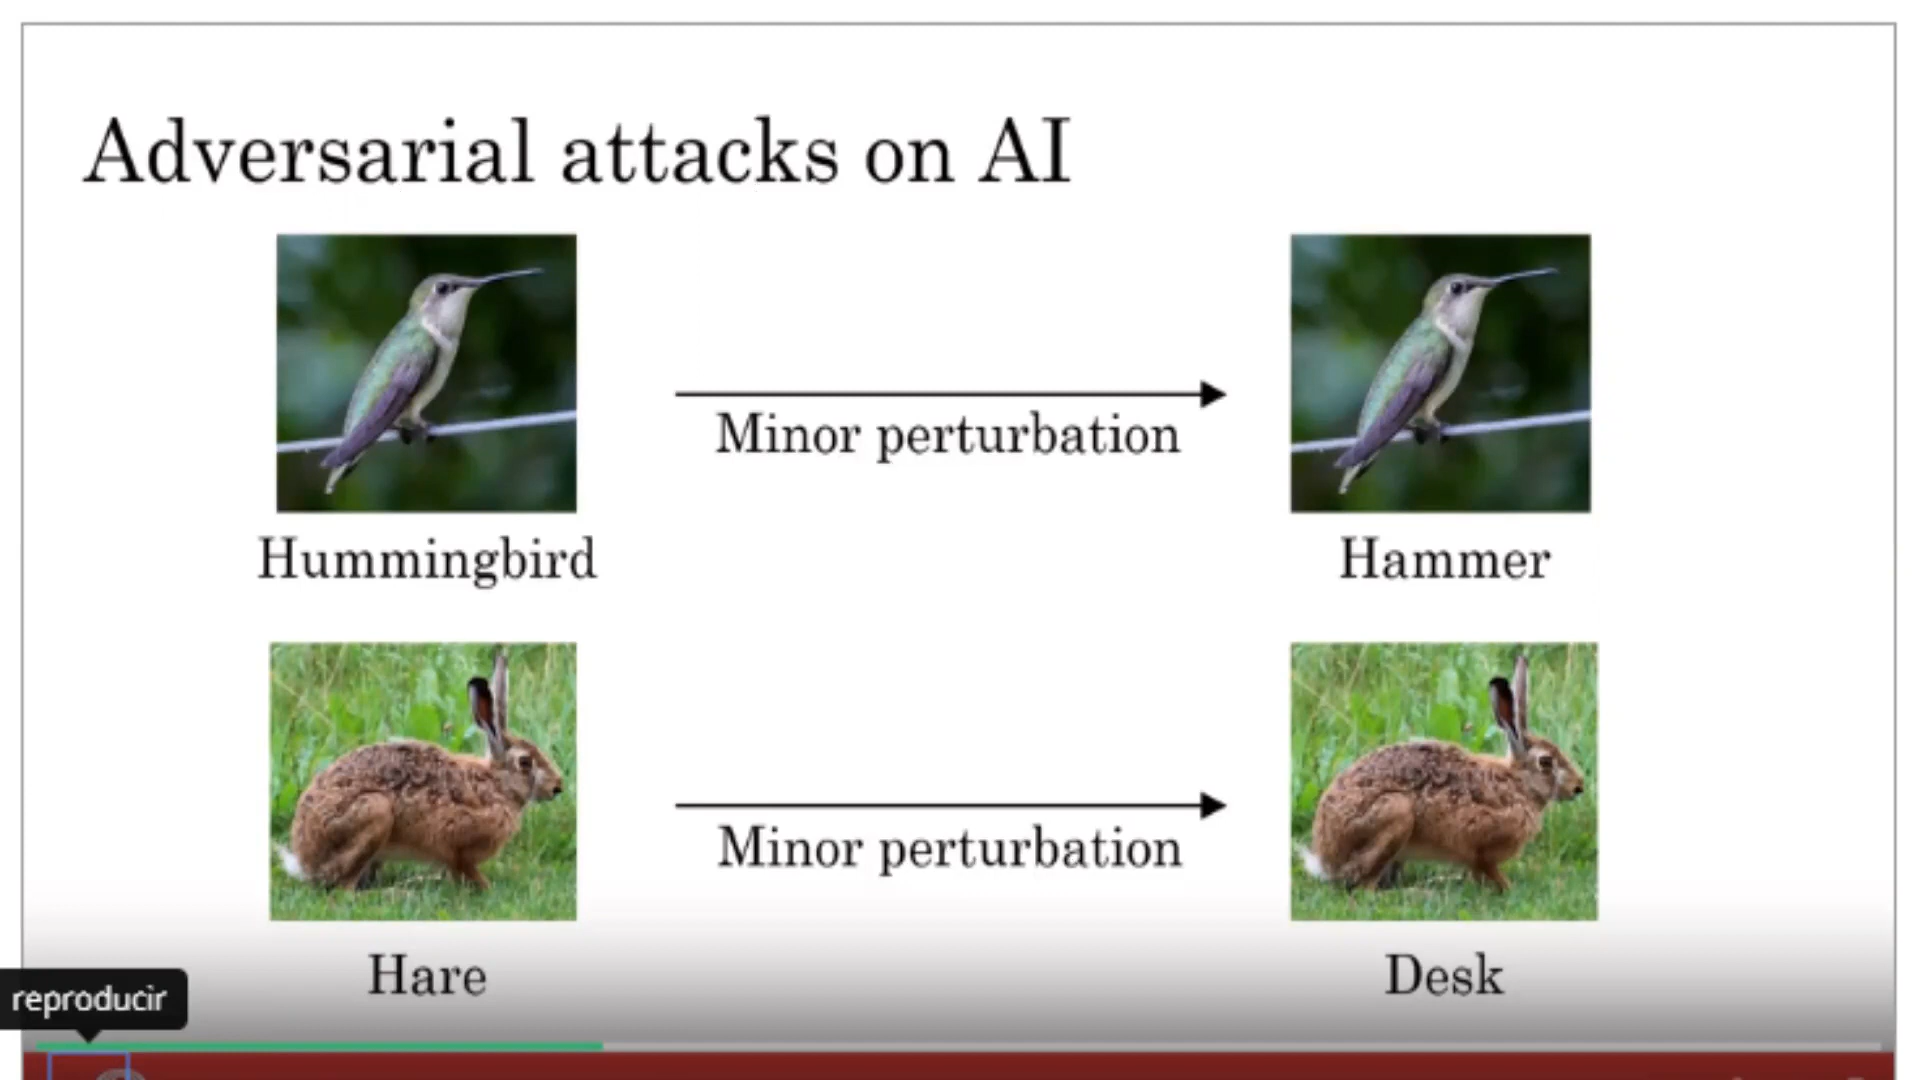 Adversarial attacks on AI
Minor perturbation
Hummingbird
Hammer
Minor perturbation
Hare
Desk
reproducir